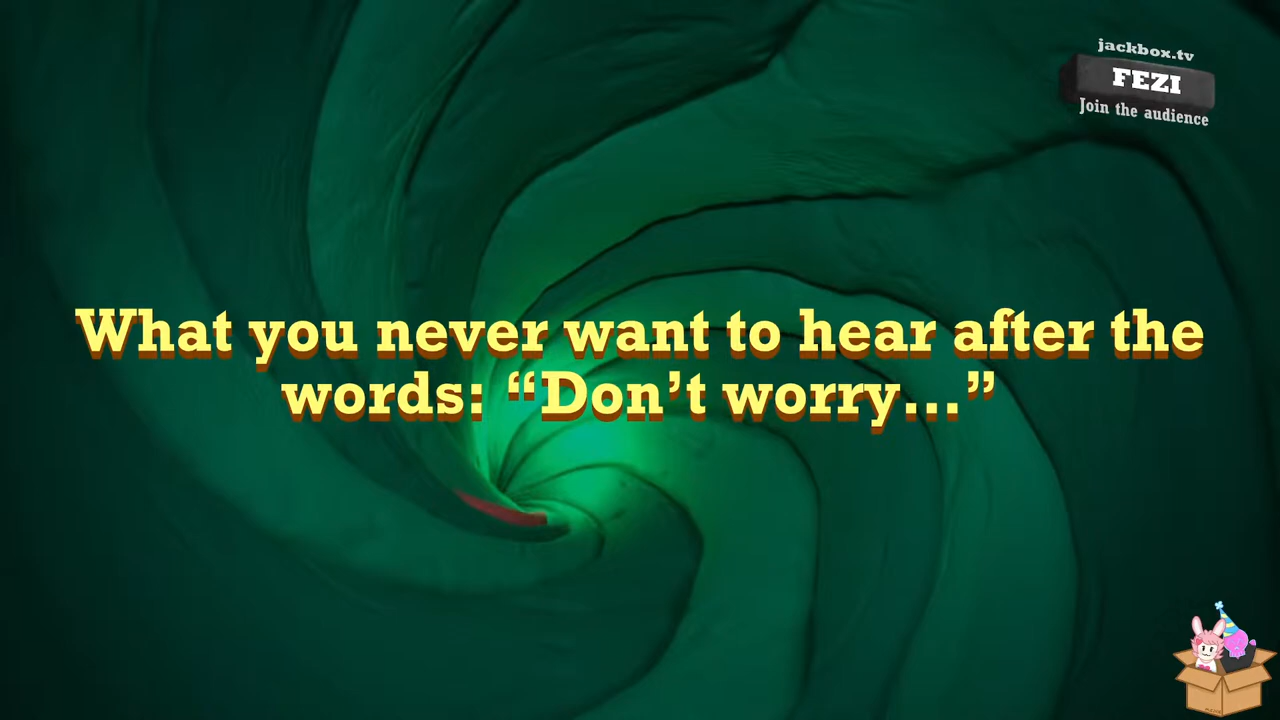 jackbox.tv
FEZI
Join the audience
What you never want to hear after the
words: “Don’t worry...”